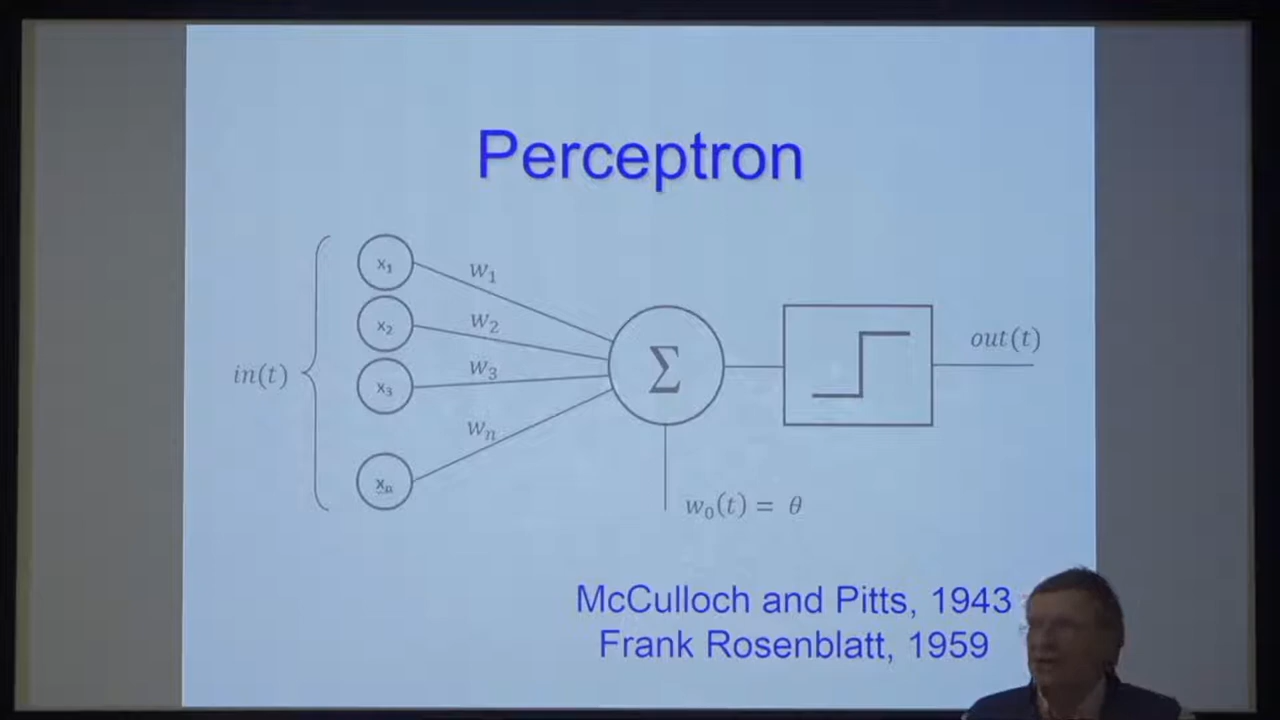 Perceptron
x₁
w₁
x₂
w₂
x₃
w₃
xₙ
wₙ
in(t)
Σ
out(t)
w₀(t) = θ
McCulloch and Pitts, 1943
Frank Rosenblatt, 1959